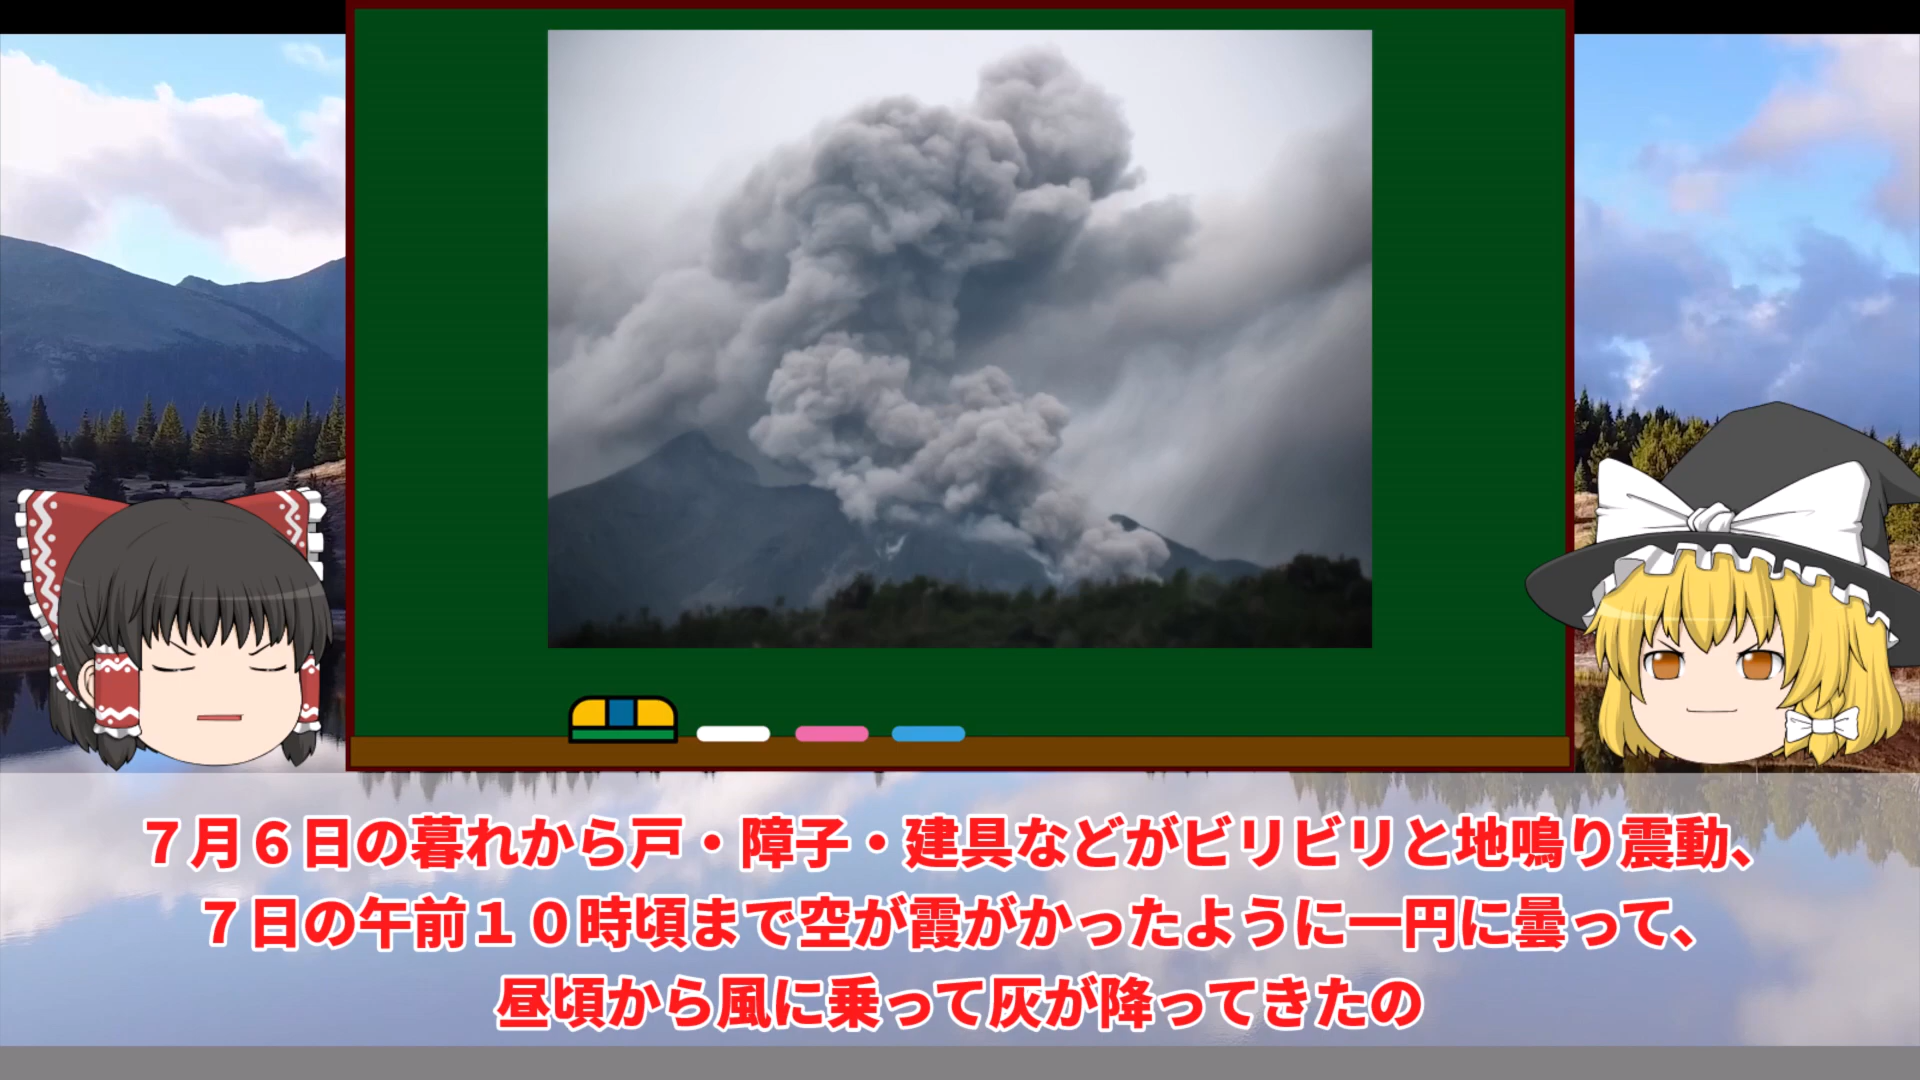 ７月６日の暮れから戸・障子・建具などがビリビリと地鳴り震動、
７日の午前１０時頃まで空が霞がかったように一円に曇って、
昼頃から風に乗って灰が降ってきたの